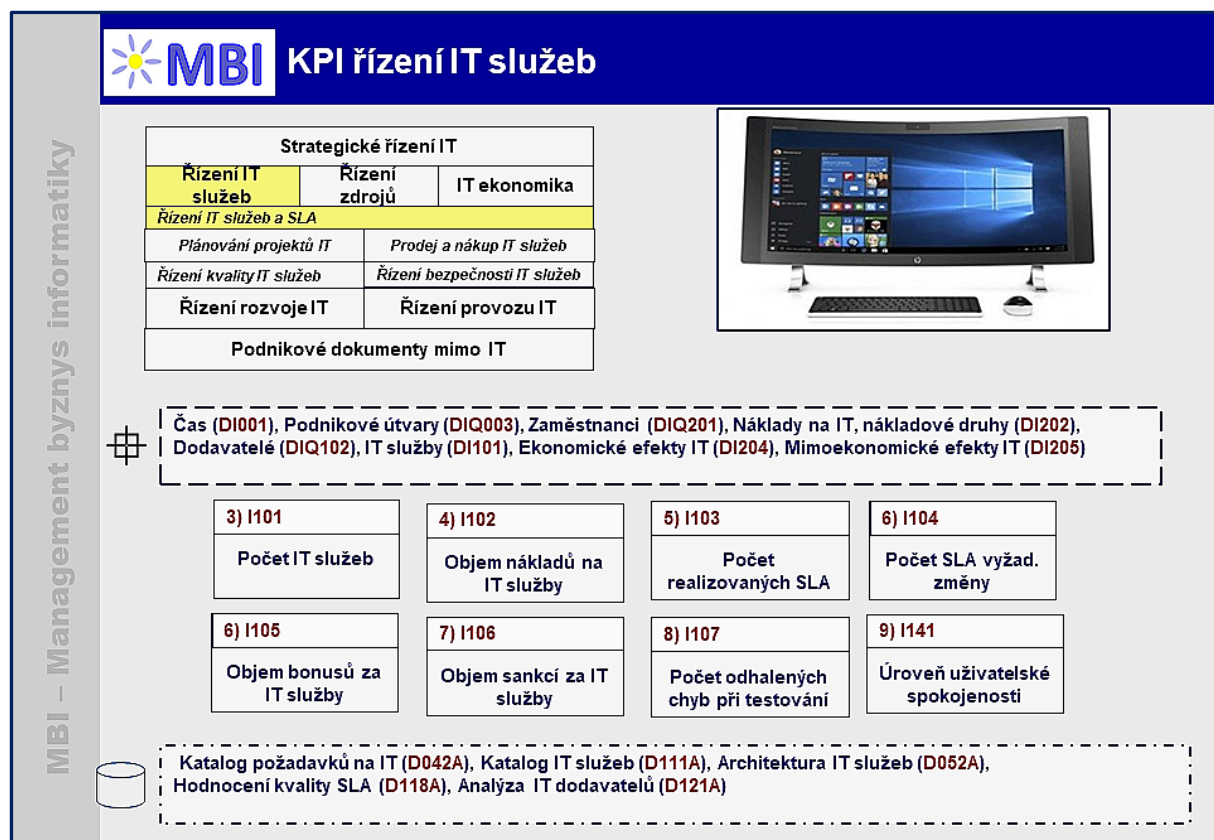 MBI
KPI řízení IT služeb
MBI – Management byznys informatiky
Strategické řízení IT
Řízení IT
služeb
Řízení
zdrojů
IT ekonomika
Řízení IT služeb a SLA
Plánování projektů IT
Prodej a nákup IT služeb
Řízení kvality IT služeb
Řízení bezpečnosti IT služeb
Řízení rozvoje IT
Řízení provozu IT
Podnikové dokumenty mimo IT
Čas (DI001), Podnikové útvary (DIQ003), Zaměstnanci (DIQ201), Náklady na IT, nákladové druhy (DI202),
Dodavatelé (DIQ102), IT služby (DI101), Ekonomické efekty IT (DI204), Mimoekonomické efekty IT (DI205)
3) I101
Počet IT služeb
4) I102
Objem nákladů na
IT služby
5) I103
Počet
realizovaných SLA
6) I104
Počet SLA vyžad.
změny
6) I105
Objem bonusů za
IT služby
7) I106
Objem sankcí za IT
služby
8) I107
Počet odhalených
chyb při testování
9) I141
Úroveň uživatelské
spokojenosti
Katalog požadavků na IT (D042A), Katalog IT služeb (D111A), Architektura IT služeb (D052A),
Hodnocení kvality SLA (D118A), Analýza IT dodavatelů (D121A)